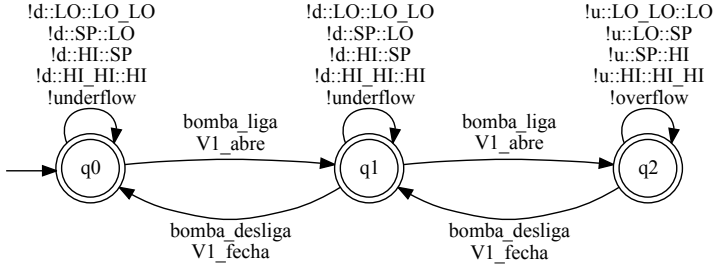 !d::LO::LO_LO
!d::SP::LO
!d::HI::SP
!d::HI_HI::HI
!underflow
!d::LO::LO_LO
!d::SP::LO
!d::HI::SP
!d::HI_HI::HI
!underflow
!u::LO_LO::LO
!u::LO::SP
!u::SP::HI
!u::HI::HI_HI
!overflow
bomba_liga
V1_abre
bomba_liga
V1_abre
q0
q1
q2
bomba_desliga
V1_fecha
bomba_desliga
V1_fecha